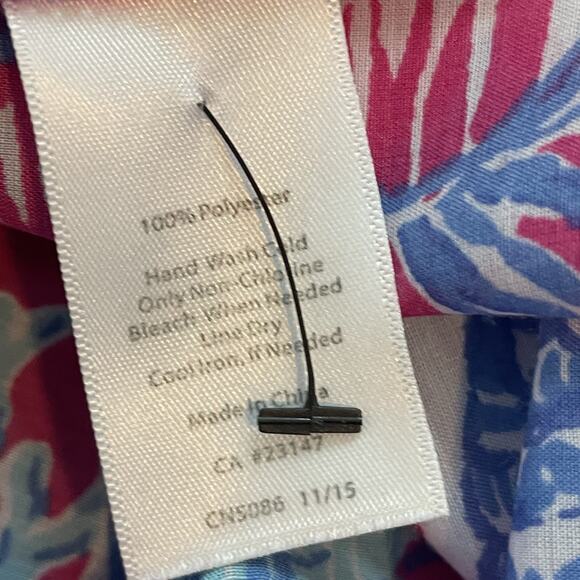 100% Polyester
Hand Wash Cold
Only Non-Chlorine
Bleach When Needed
Line Dry
Cool Iron, If Needed
Made In China
CA #23147
CN5086 11/15